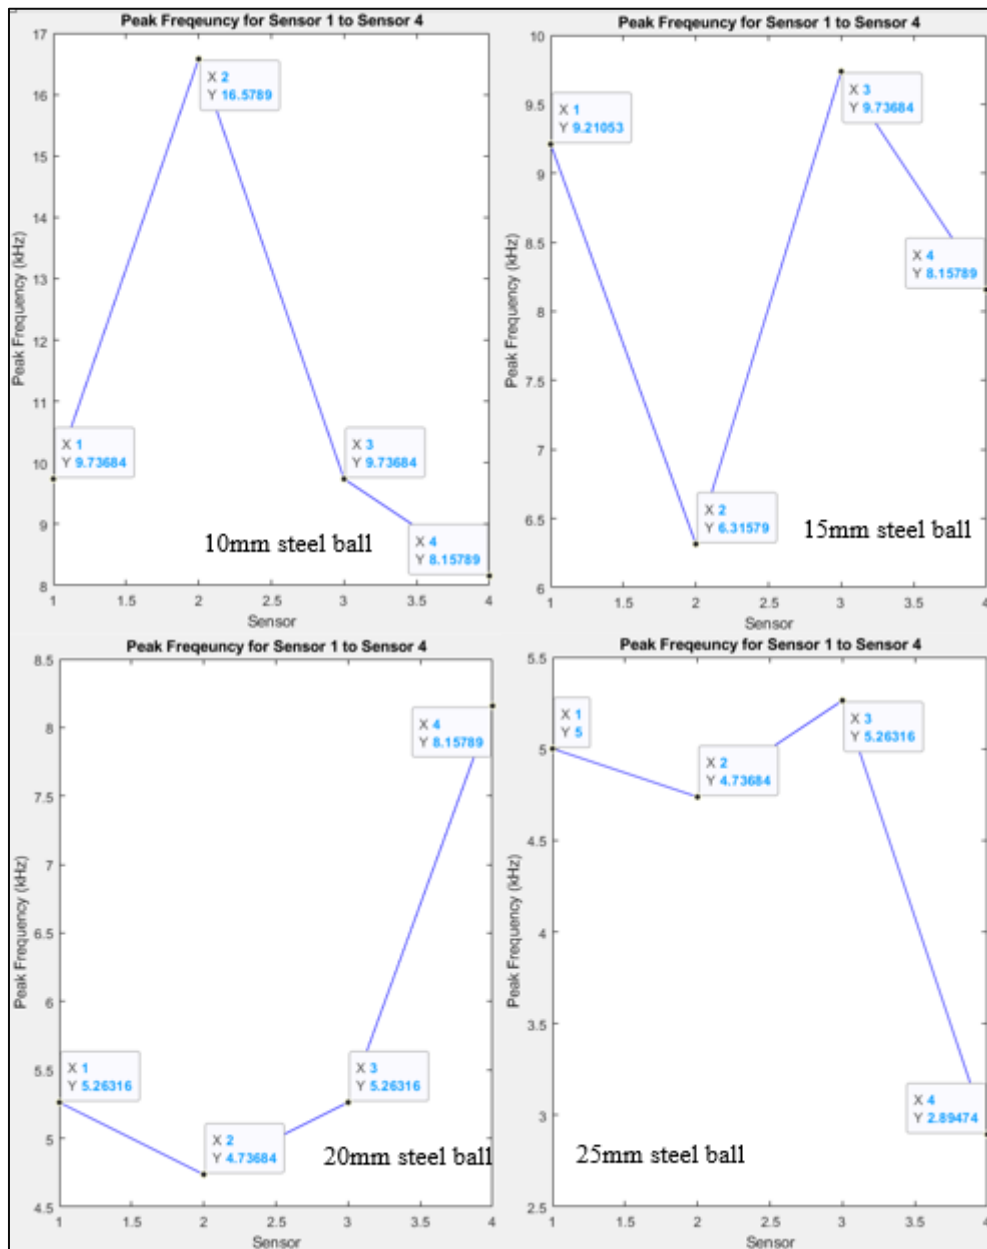 Peak Freqeuncy for Sensor 1 to Sensor 4
17
16
15
14
13
12
11
10
9
8
Peak Frequency (kHz)
X 2
Y 16.5789
X 1
Y 9.73684
X 3
Y 9.73684
X 4
Y 8.15789
10mm steel ball
1 1.5 2 2.5 3 3.5 4
Sensor
Peak Freqeuncy for Sensor 1 to Sensor 4
10
9.5
9
8.5
8
7.5
7
6.5
6
Peak Frequency (kHz)
X 1
Y 9.21053
X 3
Y 9.73684
X 4
Y 8.15789
X 2
Y 6.31579
15mm steel ball
1 1.5 2 2.5 3 3.5 4
Sensor
Peak Freqeuncy for Sensor 1 to Sensor 4
8.5
8
7.5
7
6.5
6
5.5
5
4.5
Peak Frequency (kHz)
X 4
Y 8.15789
X 1
Y 5.26316
X 3
Y 5.26316
X 2
Y 4.73684
20mm steel ball
1 1.5 2 2.5 3 3.5 4
Sensor
Peak Freqeuncy for Sensor 1 to Sensor 4
5.5
5
4.5
4
3.5
3
2.5
Peak Frequency (kHz)
X 1
Y 5
X 3
Y 5.26316
X 2
Y 4.73684
X 4
Y 2.89474
25mm steel ball
1 1.5 2 2.5 3 3.5 4
Sensor